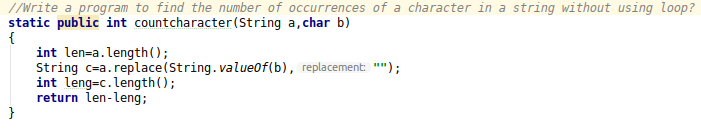 //Write a program to find the number of occurrences of a character in a string without using loop?
static public int countcharacter(String a,char b)
{
    int len=a.length();
    String c=a.replace(String.valueOf(b), replacement: "");
    int leng=c.length();
    return len-leng;
}